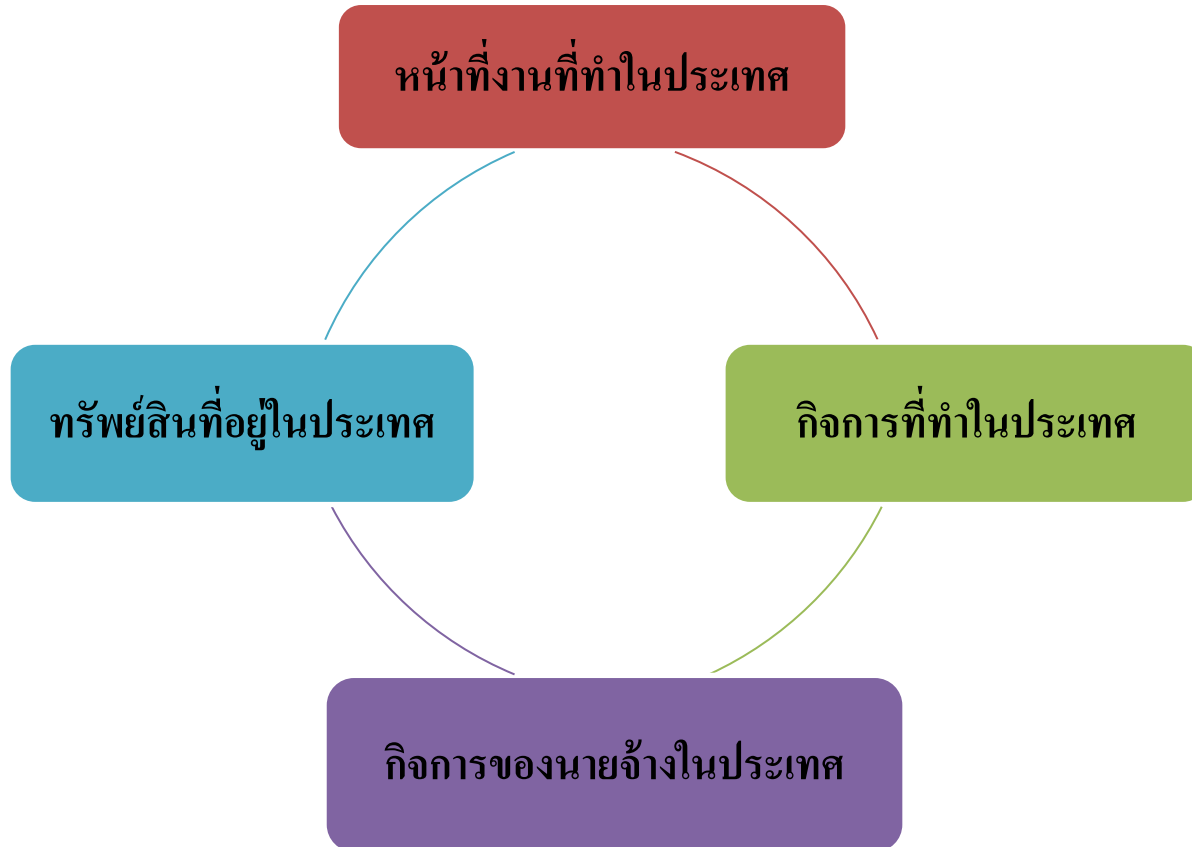 หน้าที่งานที่ทำในประเทศ
ทรัพย์สินที่อยู่ในประเทศ
กิจการที่ทำในประเทศ
กิจการของนายจ้างในประเทศ